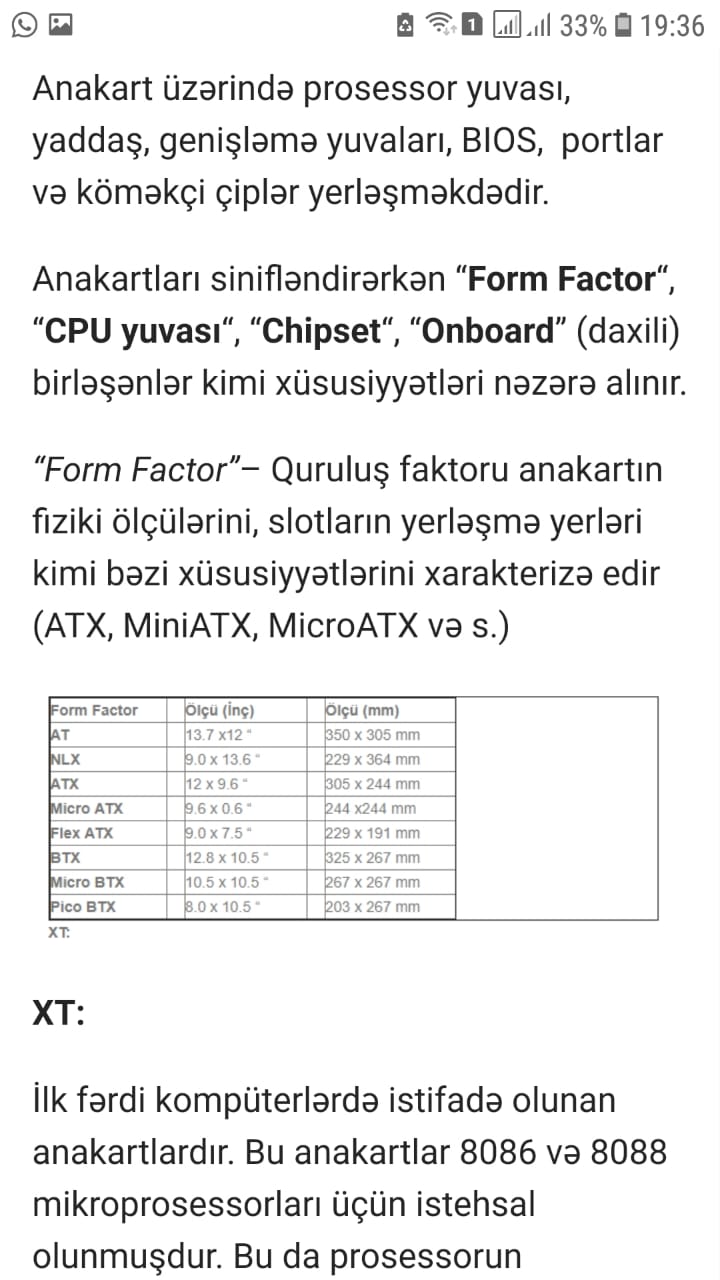 1 33% 19:36
Anakart üzərində prosessor yuvası,
yaddaş, genişləmə yuvaları, BIOS, portlar
və köməkçi çiplər yerləşməkdədir.
Anakartları sinifləndirərkən “Form Factor“,
“CPU yuvası“, “Chipset“, “Onboard” (daxili)
birləşənlər kimi xüsusiyyətləri nəzərə alınır.
“Form Factor”– Quruluş faktoru anakartın
fiziki ölçülərini, slotların yerləşmə yerləri
kimi bəzi xüsusiyyətlərini xarakterizə edir
(ATX, MiniATX, MicroATX və s.)
Form Factor Ölçü (İnç) Ölçü (mm)
AT 13.7 x12 “ 350 x 305 mm
NLX 9.0 x 13.6 “ 229 x 364 mm
ATX 12 x 9.6 “ 305 x 244 mm
Micro ATX 9.6 x 0.6 “ 244 x244 mm
Flex ATX 9.0 x 7.5 “ 229 x 191 mm
BTX 12.8 x 10.5 “ 325 x 267 mm
Micro BTX 10.5 x 10.5 “ 267 x 267 mm
Pico BTX 8.0 x 10.5 “ 203 x 267 mm
XT:
XT:
İlk fərdi kompüterlərdə istifadə olunan
anakartlardır. Bu anakartlar 8086 və 8088
mikroprosessorları üçün istehsal
olunmuşdur. Bu da prosessorun